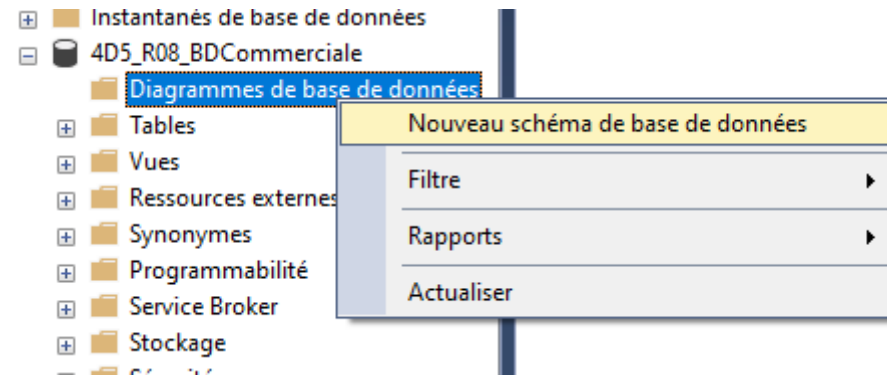 Instantanés de base de données
4D5_R08_BDCommerciale
Diagrammes de base de données
Tables
Nouveau schéma de base de données
Vues
Filtre
Ressources externes
Synonymes
Rapports
Programmabilité
Actualiser
Service Broker
Stockage